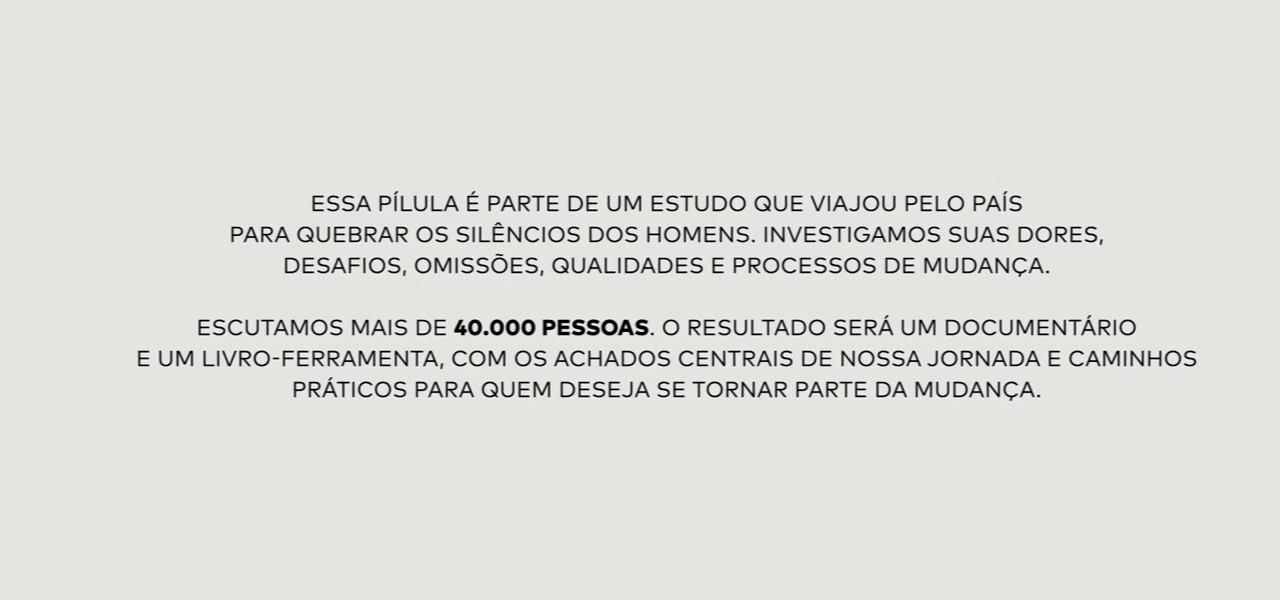 ESSA PÍLULA É PARTE DE UM ESTUDO QUE VIAJOU PELO PAÍS
PARA QUEBRAR OS SILÊNCIOS DOS HOMENS. INVESTIGAMOS SUAS DORES,
DESAFIOS, OMISSÕES, QUALIDADES E PROCESSOS DE MUDANÇA.
ESCUTAMOS MAIS DE 40.000 PESSOAS. O RESULTADO SERÁ UM DOCUMENTÁRIO
E UM LIVRO-FERRAMENTA, COM OS ACHADOS CENTRAIS DE NOSSA JORNADA E CAMINHOS
PRÁTICOS PARA QUEM DESEJA SE TORNAR PARTE DA MUDANÇA.